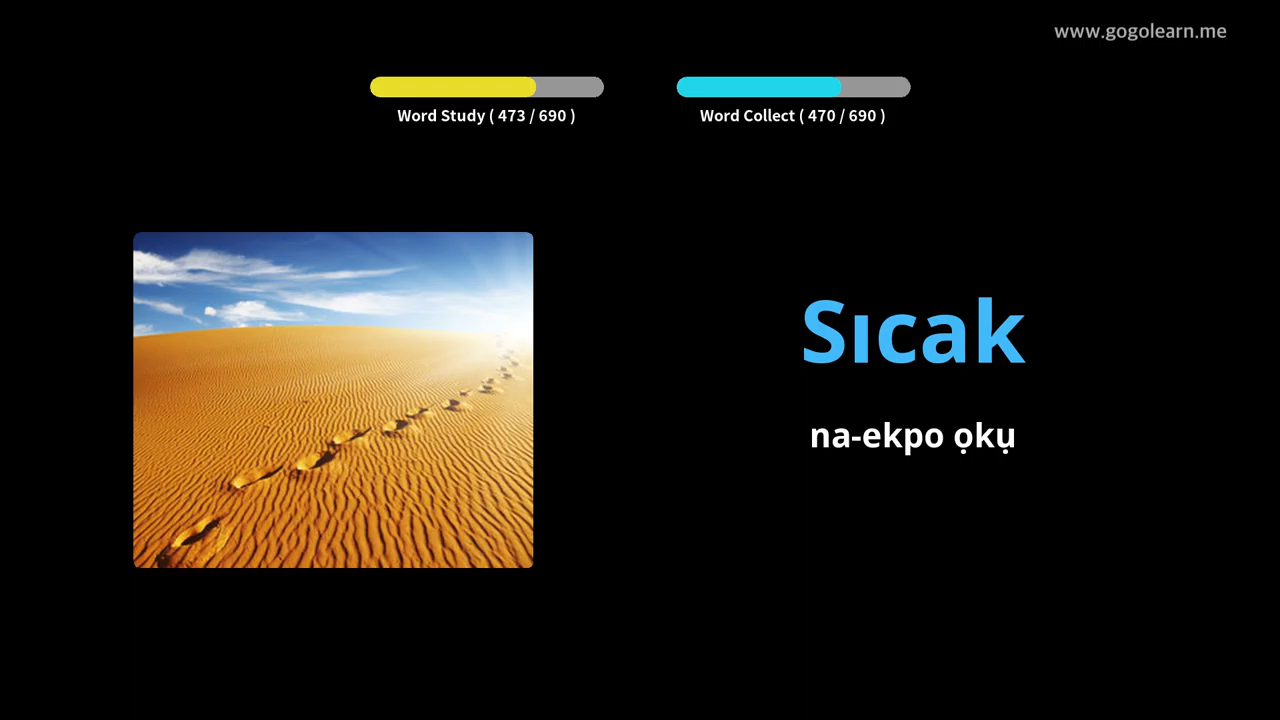 www.gogolearn.me
Word Study ( 473 / 690 )
Word Collect ( 470 / 690 )
Sıcak
na-ekpo ọkụ